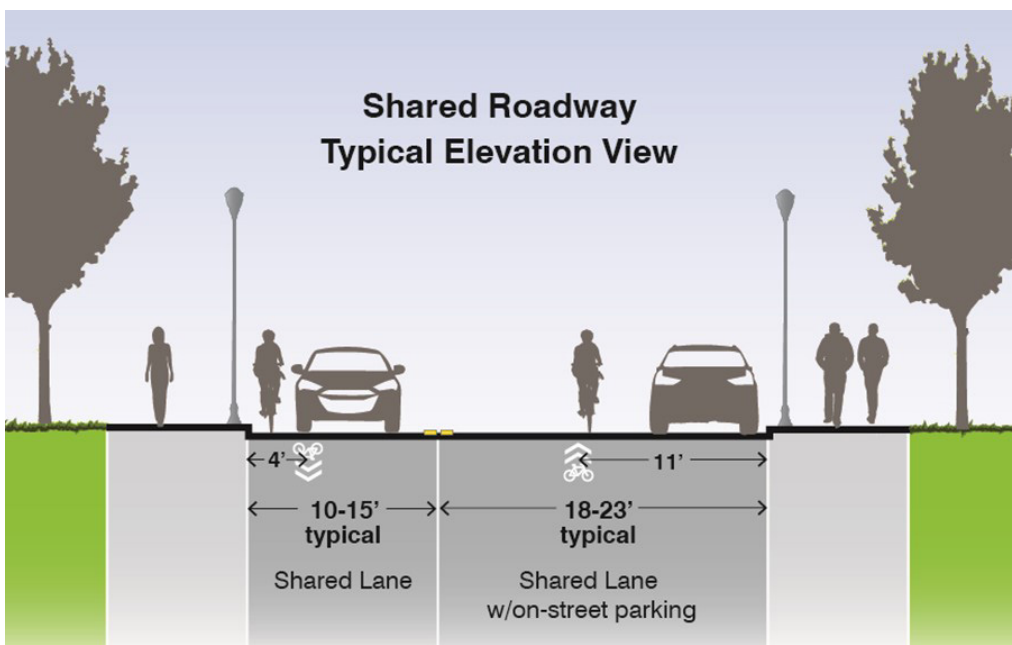 Shared Roadway
Typical Elevation View
4’
11’
10-15’
typical
18-23’
typical
Shared Lane
Shared Lane
w/on-street parking